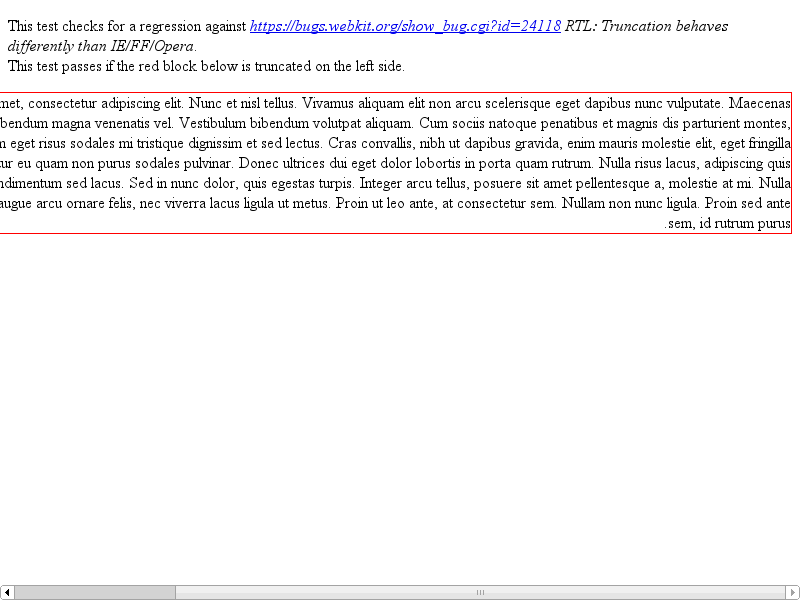 This test checks for a regression against https://bugs.webkit.org/show_bug.cgi?id=24118 RTL: Truncation behaves
differently than IE/FF/Opera.
This test passes if the red block below is truncated on the left side.
met, consectetur adipiscing elit. Nunc et nisl tellus. Vivamus aliquam elit non arcu scelerisque eget dapibus nunc vulputate. Maecenas
bendum magna venenatis vel. Vestibulum bibendum volutpat aliquam. Cum sociis natoque penatibus et magnis dis parturient montes,
eget risus sodales mi tristique dignissim et sed lectus. Cras convallis, nibh ut dapibus gravida, enim mauris molestie elit, eget fringilla
ur eu quam non purus sodales pulvinar. Donec ultrices dui eget dolor lobortis in porta quam rutrum. Nulla risus lacus, adipiscing quis
ndimentum sed lacus. Sed in nunc dolor, quis egestas turpis. Integer arcu tellus, posuere sit amet pellentesque a, molestie at mi. Nulla
augue arcu ornare felis, nec viverra lacus ligula ut metus. Proin ut leo ante, at consectetur sem. Nullam non nunc ligula. Proin sed ante
.sem, id rutrum purus